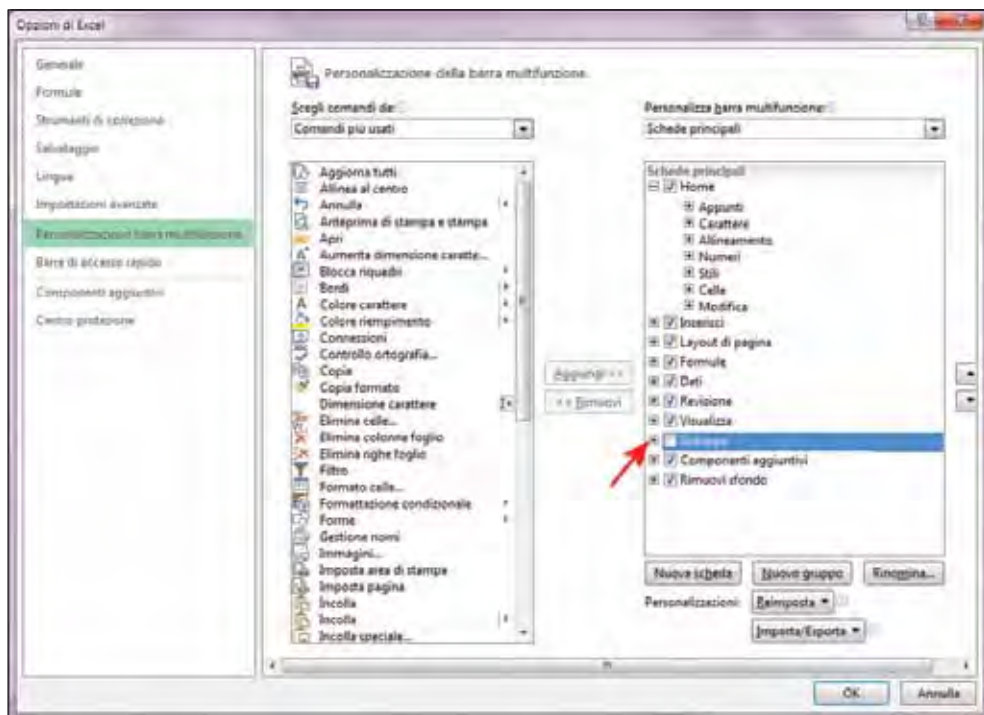 Opzioni di Excel
Generale
Formule
Strumenti di correzione
Salvataggio
Lingua
Impostazioni avanzate
Personalizzazione barra multifunzione
Barra di accesso rapido
Componenti aggiuntivi
Centro protezione
Personalizzazione della barra multifunzione.
Scegli comandi da:
Comandi più usati
Aggiorna tutti
Allinea al centro
Annulla
Anteprima di stampa e stampa
Apri
Aumenta dimensione caratte...
Blocca riquadri
Bordi
Colore carattere
Colore riempimento
Connessioni
Controllo ortografia...
Copia
Copia formato
Dimensione carattere
Elimina celle...
Elimina colonne foglio
Elimina righe foglio
Filtro
Formato celle...
Formattazione condizionale
Forme
Gestione nomi
Immagini...
Imposta area di stampa
Imposta pagina
Incolla
Incolla
Incolla speciale...
Aggiungi >>
<< Rimuovi
Personalizza barra multifunzione:
Schede principali
Schede principali
Home
Appunti
Carattere
Allineamento
Numeri
Stili
Celle
Modifica
Inserisci
Layout di pagina
Formule
Dati
Revisione
Visualizza
Sviluppo
Componenti aggiuntivi
Rimuovi sfondo
Nuova scheda
Nuovo gruppo
Rinomina...
Personalizzazioni:
Reimposta
Importa/Esporta
OK
Annulla